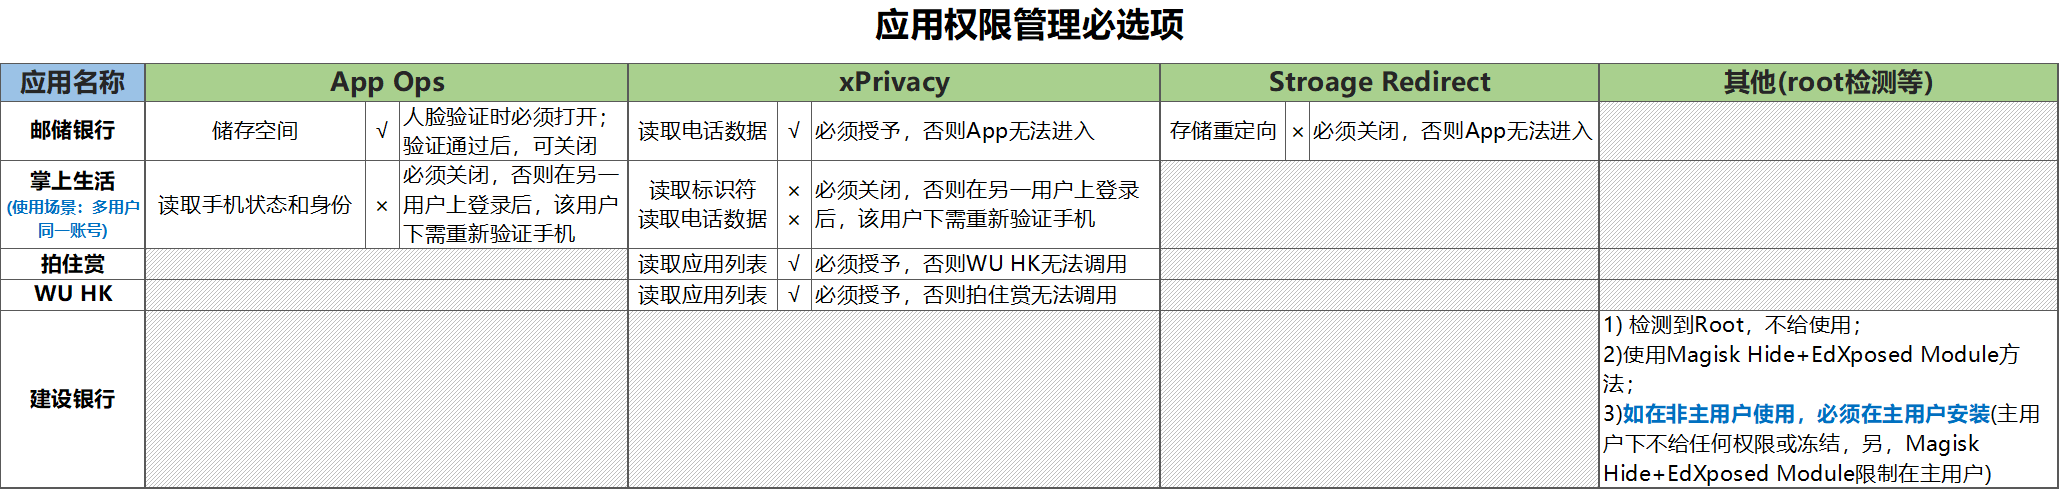 应用权限管理必选项
应用名称 App Ops xPrivacy Stroage Redirect 其他(root检测等)
邮储银行
储存空间 √
人脸验证时必须打开；
验证通过后，可关闭
读取电话数据 √ 必须授予，否则App无法进入
存储重定向 × 必须关闭，否则App无法进入
掌上生活
(使用场景：多用户
同一账号)
读取手机状态和身份 ×
必须关闭，否则在另一
用户上登录后，该用户
下需重新验证手机
读取标识符 ×
读取电话数据 ×
必须关闭，否则在另一用户上登录
后，该用户下需重新验证手机
拍住赏
读取应用列表 √ 必须授予，否则WU HK无法调用
WU HK
读取应用列表 √ 必须授予，否则拍住赏无法调用
建设银行
1) 检测到Root，不给使用；
2)使用Magisk Hide+EdXposed Module方
法；
3)如在非主用户使用，必须在主用户安装(主用
户下不给任何权限或冻结，另，Magisk
Hide+EdXposed Module限制在主用户)